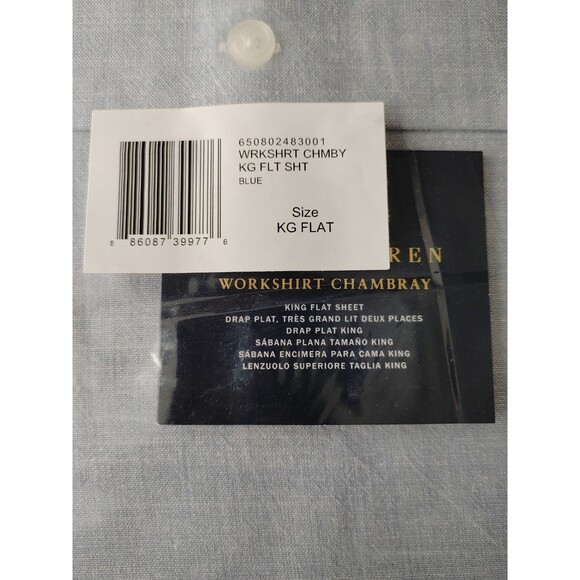 650802483001
WRKSHRT CHMBY
KG FLT SHT
BLUE
Size
KG FLAT
8 86087 39977 6
REN
WORKSHIRT CHAMBRAY
KING FLAT SHEET
DRAP PLAT, TRÈS GRAND LIT DEUX PLACES
DRAP PLAT KING
SÁBANA PLANA TAMAÑO KING
SÁBANA ENCIMERA PARA CAMA KING
LENZUOLO SUPERIORE TAGLIA KING